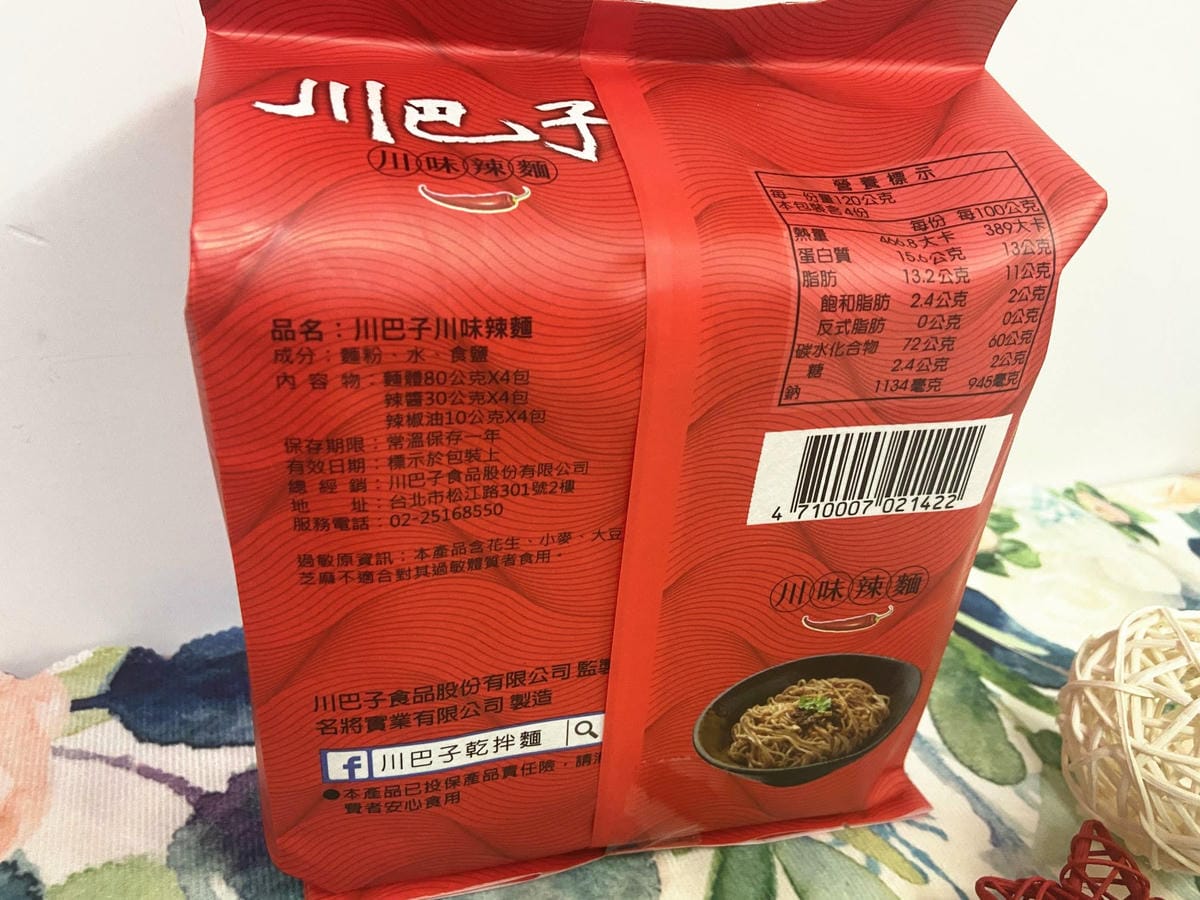 川巴子
川味辣麵
品名：川巴子川味辣麵
成分：麵粉、水、食鹽
內容物：麵體80公克X4包
辣醬30公克X4包
辣椒油10公克X4包
保存期限：常溫保存一年
有效日期：標示於包裝上
總經銷：川巴子食品股份有限公司
地址：台北市松江路301號2樓
服務電話：02-25168550
過敏原資訊：本產品含花生、小麥、大豆
芝麻不適合對其過敏體質者食用。
川巴子食品股份有限公司 監製
名將實業有限公司 製造
f 川巴子乾拌麵
●本產品已投保產品責任險，請消
費者安心食用
營養標示
每一份量120公克
本包裝含4份
每份 每100公克
熱量 466.8大卡 389大卡
蛋白質 15.6公克 13公克
脂肪 13.2公克 11公克
飽和脂肪 2.4公克 2公克
反式脂肪 0公克 0公克
碳水化合物 72公克 60公克
糖 2.4公克 2公克
鈉 1134毫克 945毫克
4 710007 021422
川味辣麵